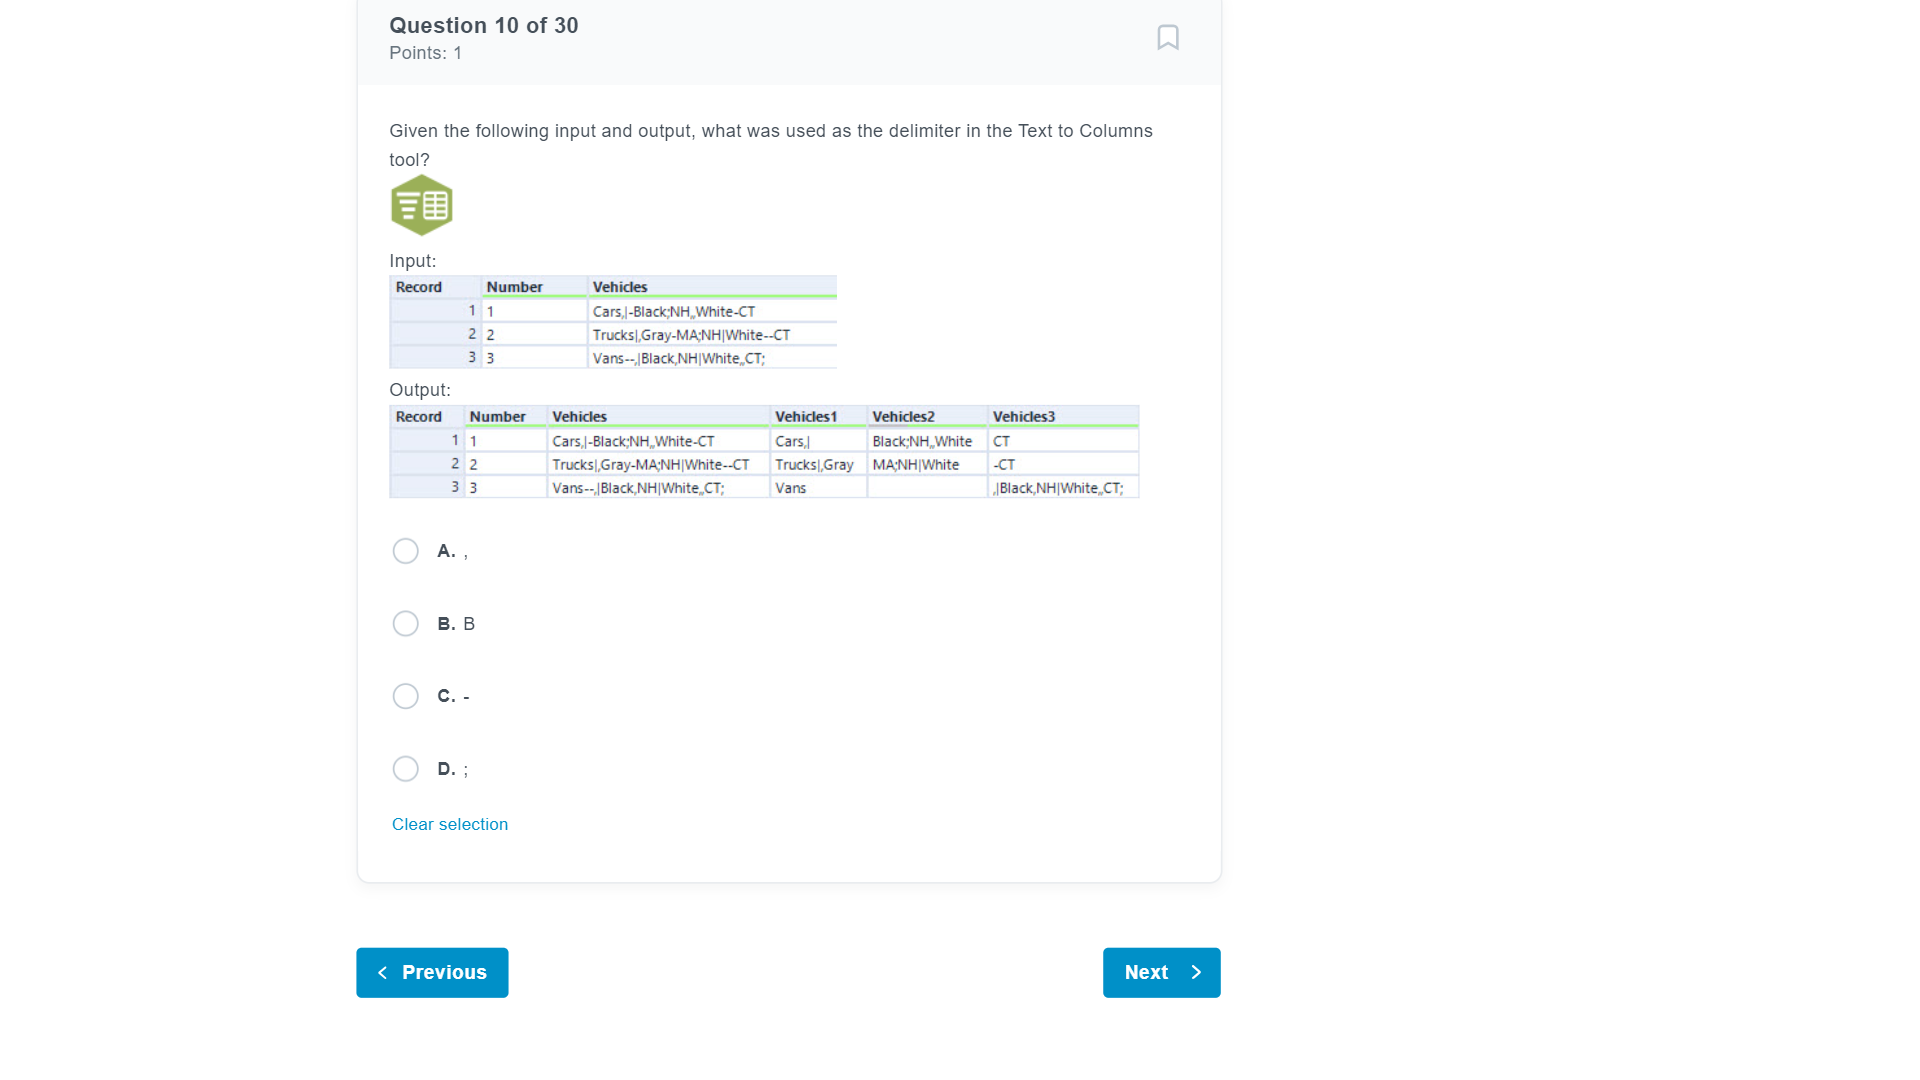 Question 10 of 30
Points: 1
Given the following input and output, what was used as the delimiter in the Text to Columns
tool?
Input:
Record Number Vehicles
1 1 Cars,|-Black;NH,,White-CT
2 2 Trucks|,Gray-MA;NH|White--CT
3 3 Vans--,|Black,NH|White,,CT;
Output:
Record Number Vehicles Vehicles1 Vehicles2 Vehicles3
1 1 Cars,|-Black;NH,,White-CT Cars,| Black;NH,,White CT
2 2 Trucks|,Gray-MA;NH|White--CT Trucks|,Gray MA;NH|White -CT
3 3 Vans--,|Black,NH|White,,CT; Vans ,|Black,NH|White,,CT;
A. ,
B. B
C. -
D. ;
Clear selection
Previous
Next